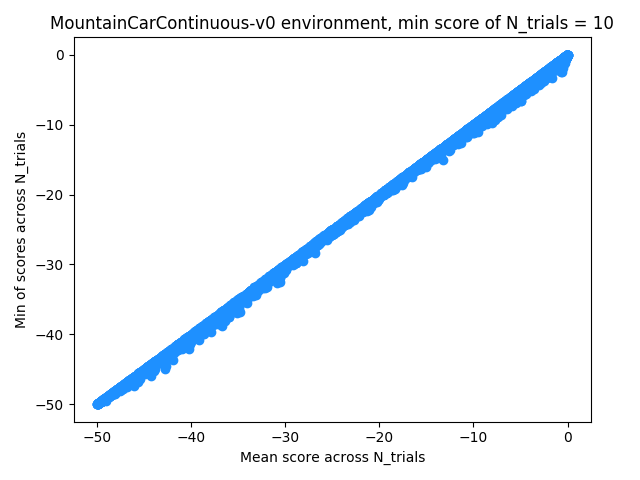 MountainCarContinuous-v0 environment, min score of N_trials = 10
Min of scores across N_trials
0
−10
−20
−30
−40
−50
−50 −40 −30 −20 −10 0
Mean score across N_trials